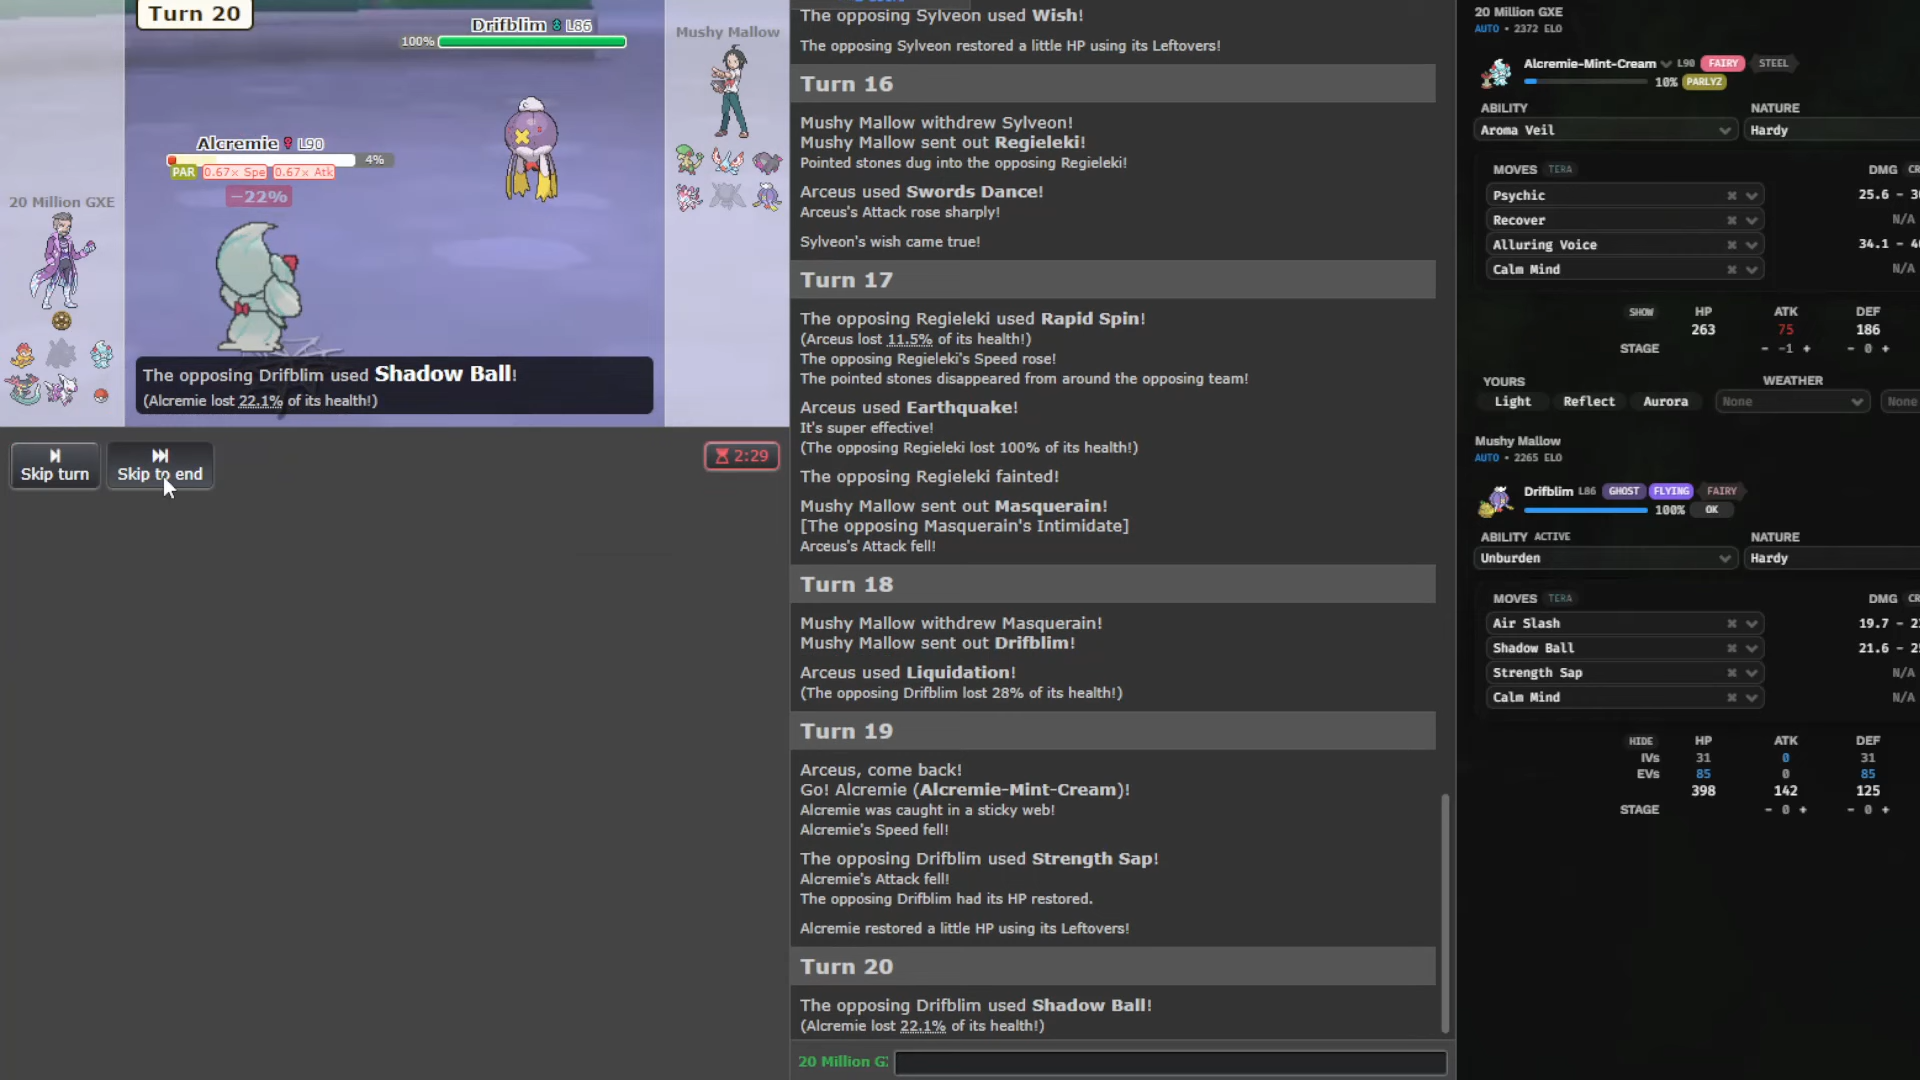 Turn 20
Drifblim L86
100%
Alcremie L90
4%
PAR 0.67× Spe 0.67× Atk
−22%
20 Million GXE
Mushy Mallow
The opposing Drifblim used Shadow Ball!
(Alcremie lost 22.1% of its health!)
Skip turn
Skip to end
2:29
The opposing Sylveon used Wish!
The opposing Sylveon restored a little HP using its Leftovers!
Turn 16
Mushy Mallow withdrew Sylveon!
Mushy Mallow sent out Regieleki!
Pointed stones dug into the opposing Regieleki!
Arceus used Swords Dance!
Arceus's Attack rose sharply!
Sylveon's wish came true!
Turn 17
The opposing Regieleki used Rapid Spin!
(Arceus lost 11.5% of its health!)
The opposing Regieleki's Speed rose!
The pointed stones disappeared from around the opposing team!
Arceus used Earthquake!
It's super effective!
(The opposing Regieleki lost 100% of its health!)
The opposing Regieleki fainted!
Mushy Mallow sent out Masquerain!
[The opposing Masquerain's Intimidate]
Arceus's Attack fell!
Turn 18
Mushy Mallow withdrew Masquerain!
Mushy Mallow sent out Drifblim!
Arceus used Liquidation!
(The opposing Drifblim lost 28% of its health!)
Turn 19
Arceus, come back!
Go! Alcremie (Alcremie-Mint-Cream)!
Alcremie was caught in a sticky web!
Alcremie's Speed fell!
The opposing Drifblim used Strength Sap!
Alcremie's Attack fell!
The opposing Drifblim had its HP restored.
Alcremie restored a little HP using its Leftovers!
Turn 20
The opposing Drifblim used Shadow Ball!
(Alcremie lost 22.1% of its health!)
20 Million G
20 Million GXE
AUTO • 2372 ELO
Alcremie-Mint-Cream L90 FAIRY STEEL
10% PARLYZ
ABILITY NATURE
Aroma Veil Hardy
MOVES TERA DMG
Psychic 25.6 -
Recover N/A
Alluring Voice 34.1 -
Calm Mind N/A
SHOW HP ATK DEF
263 75 186
STAGE - -1 + - 0 +
YOURS WEATHER
Light Reflect Aurora None None
Mushy Mallow
AUTO • 2265 ELO
Drifblim L86 GHOST FLYING FAIRY
100% OK
ABILITY ACTIVE NATURE
Unburden Hardy
MOVES TERA DMG
Air Slash 19.7 -
Shadow Ball 21.6 -
Strength Sap N/A
Calm Mind N/A
HIDE HP ATK DEF
IVs 31 0 31
EVs 85 0 85
398 142 125
STAGE - 0 + - 0 +